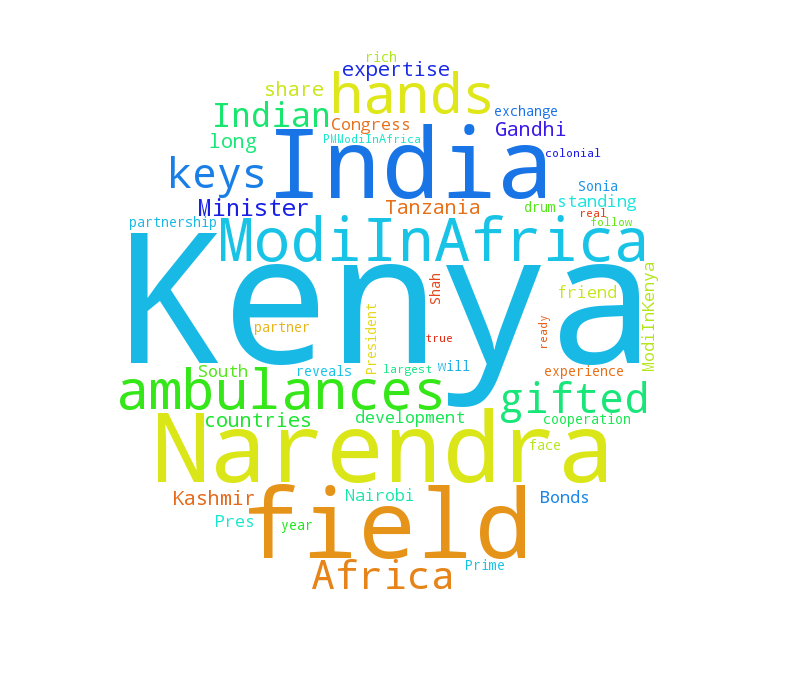 rich
expertise
share
hands
Indian
Congress
exchange
Gandhi
long
PMModiInAfrica
India
colonial
keys
Sonia
Minister
Tanzania
drum
standing
real
partnership
ModiInAfrica
follow
Kenya
Shah
friend
ModiInKenya
partner
President
true
ready
South
reveals
largest
will
experience
ambulances
gifted
countries
development
cooperation
Narendra
face
Kashmir
Nairobi
Bonds
Pres
year
field
Africa
Prime